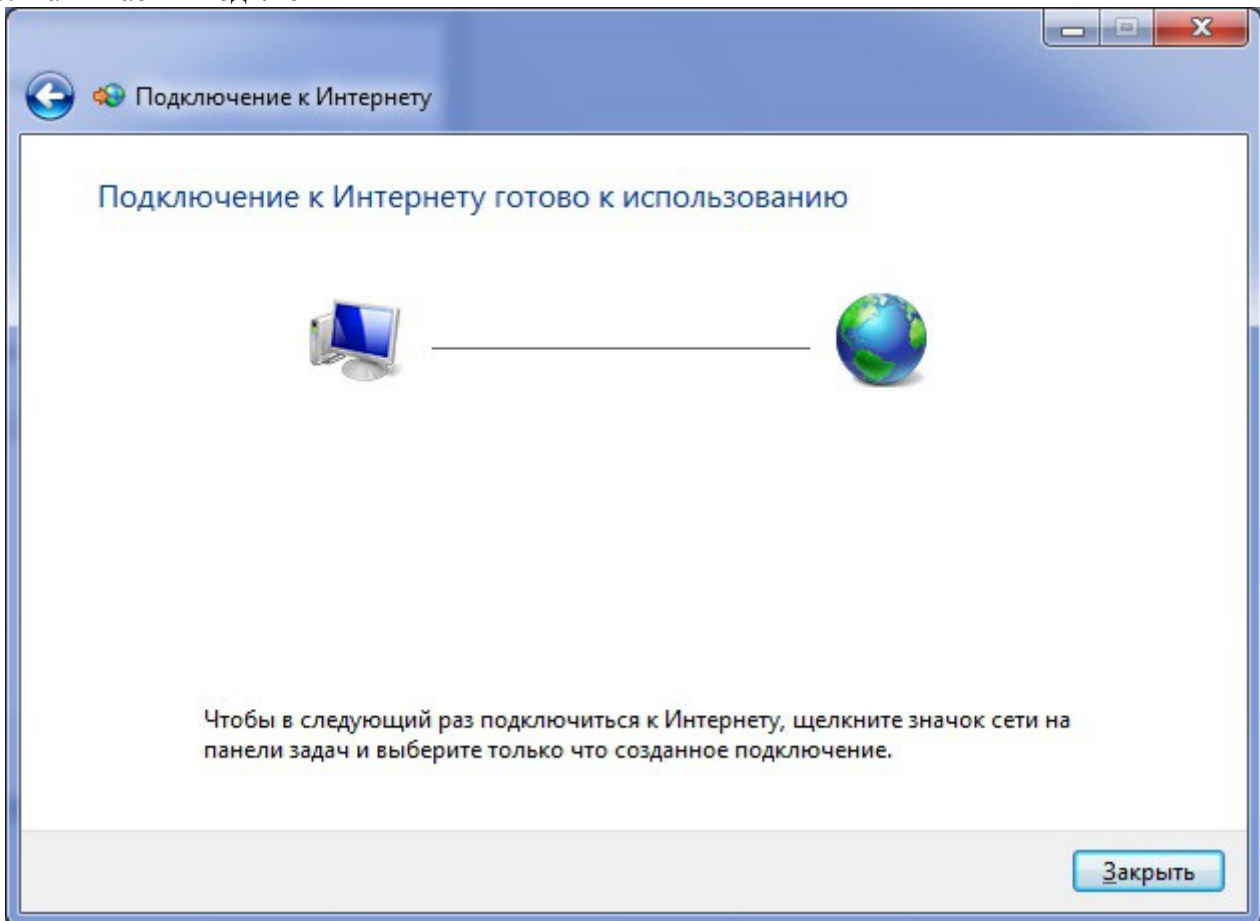 Подключение к Интернету
Подключение к Интернету готово к использованию
Чтобы в следующий раз подключиться к Интернету, щелкните значок сети на
панели задач и выберите только что созданное подключение.
Закрыть